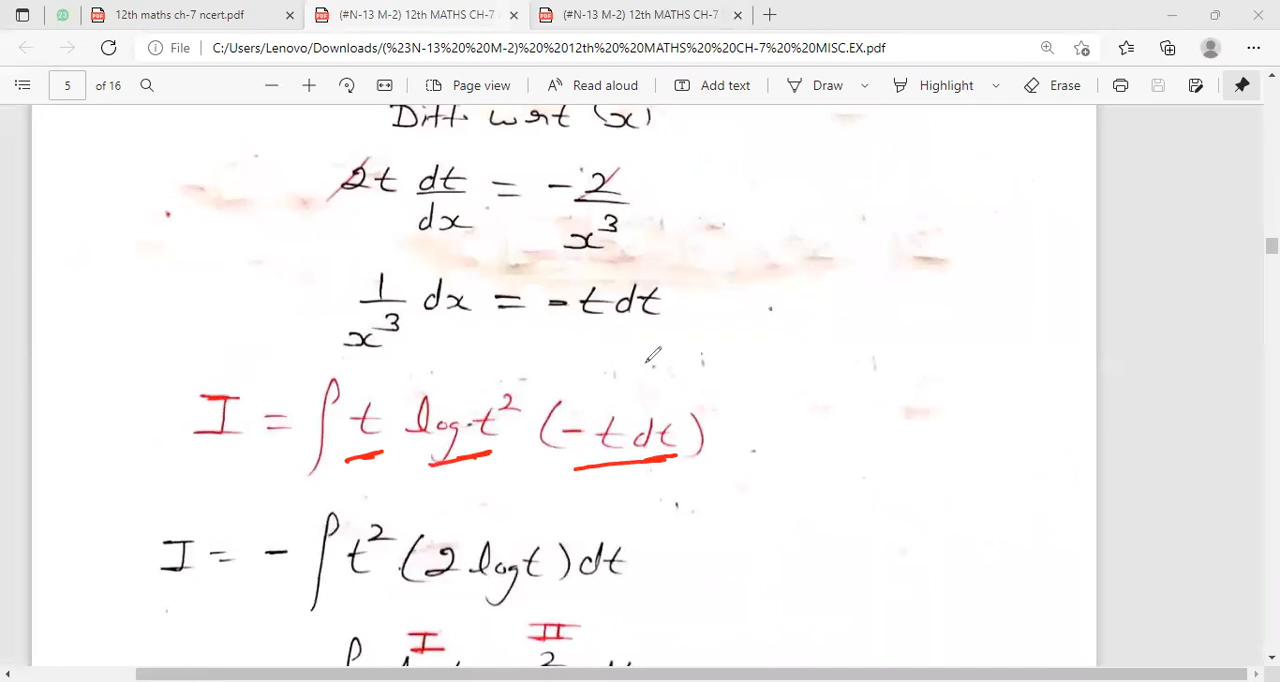 23
12th maths ch-7 ncert.pdf
(#N-13 M-2) 12th MATHS CH-7
(#N-13 M-2) 12th MATHS CH-7
File
C:/Users/Lenovo/Downloads/(%23N-13%20%20M-2)%20%2012th%20%20MATHS%20%20CH-7%20%20MISC.EX.pdf
5 of 16
Page view
Read aloud
Add text
Draw
Highlight
Erase
Diff wrt (x)
2t dt/dx = - 2/x³
1/x³ dx = - t dt
I = ∫ t log t² (- t dt)
I = - ∫ t² (2 log t) dt
I II